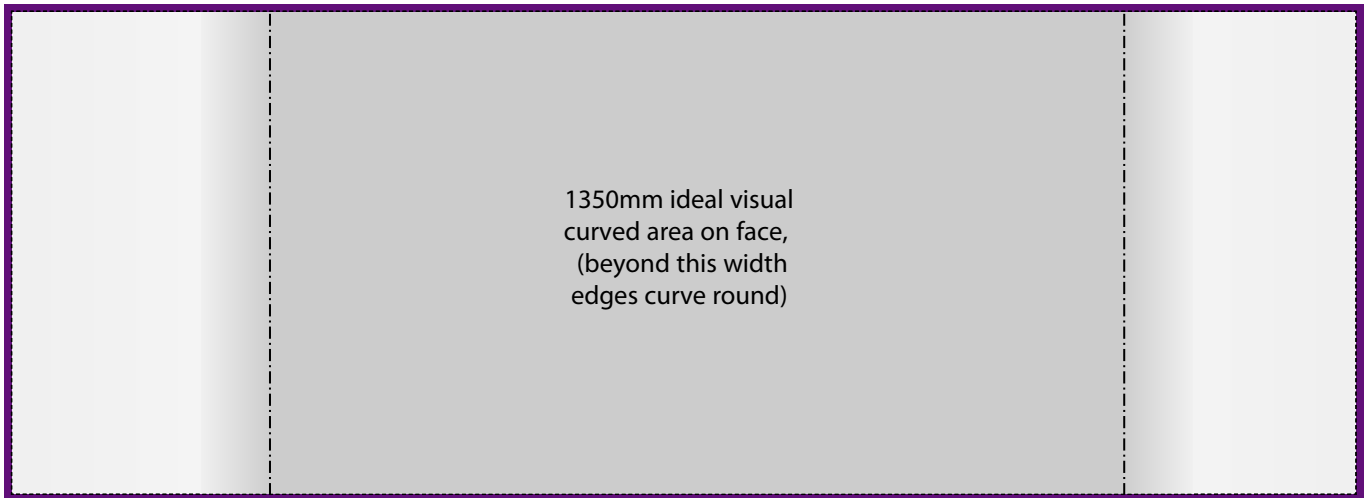 1350mm ideal visual
curved area on face,
(beyond this width
edges curve round)